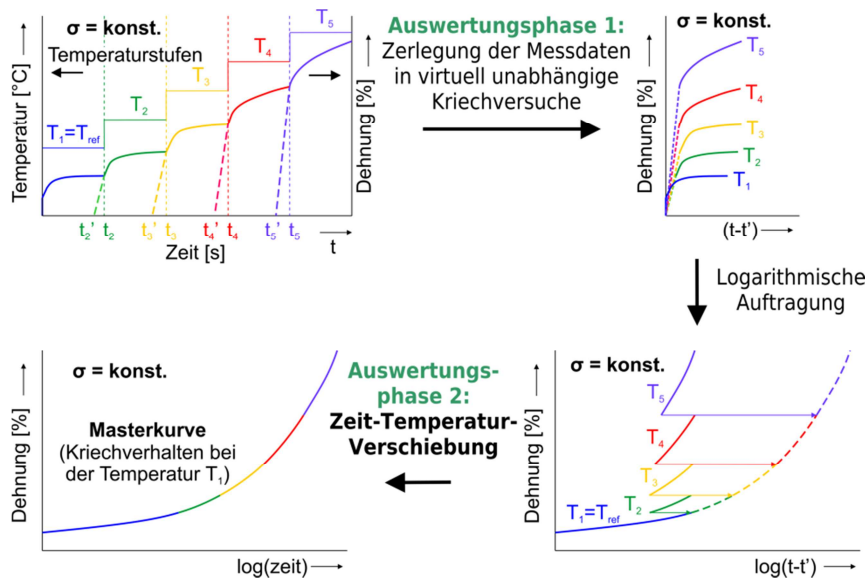 σ = konst.
Temperaturstufen
T₁=Tref
T₂
T₃
T₄
T₅
Temperatur [°C]
Dehnung [%]
t₂' t₂
t₃' t₃
t₄' t₄
t₅' t₅
Zeit [s]
t
Auswertungsphase 1:
Zerlegung der Messdaten
in virtuell unabhängige
Kriechversuche
σ = konst.
Dehnung [%]
T₅
T₄
T₃
T₂
T₁
(t-t')
Logarithmische
Auftragung
σ = konst.
Dehnung [%]
Masterkurve
(Kriechverhalten bei
der Temperatur T₁)
log(zeit)
Auswertungs-
phase 2:
Zeit-Temperatur-
Verschiebung
σ = konst.
Dehnung [%]
T₅
T₄
T₃
T₂
T₁=Tref
log(t-t')